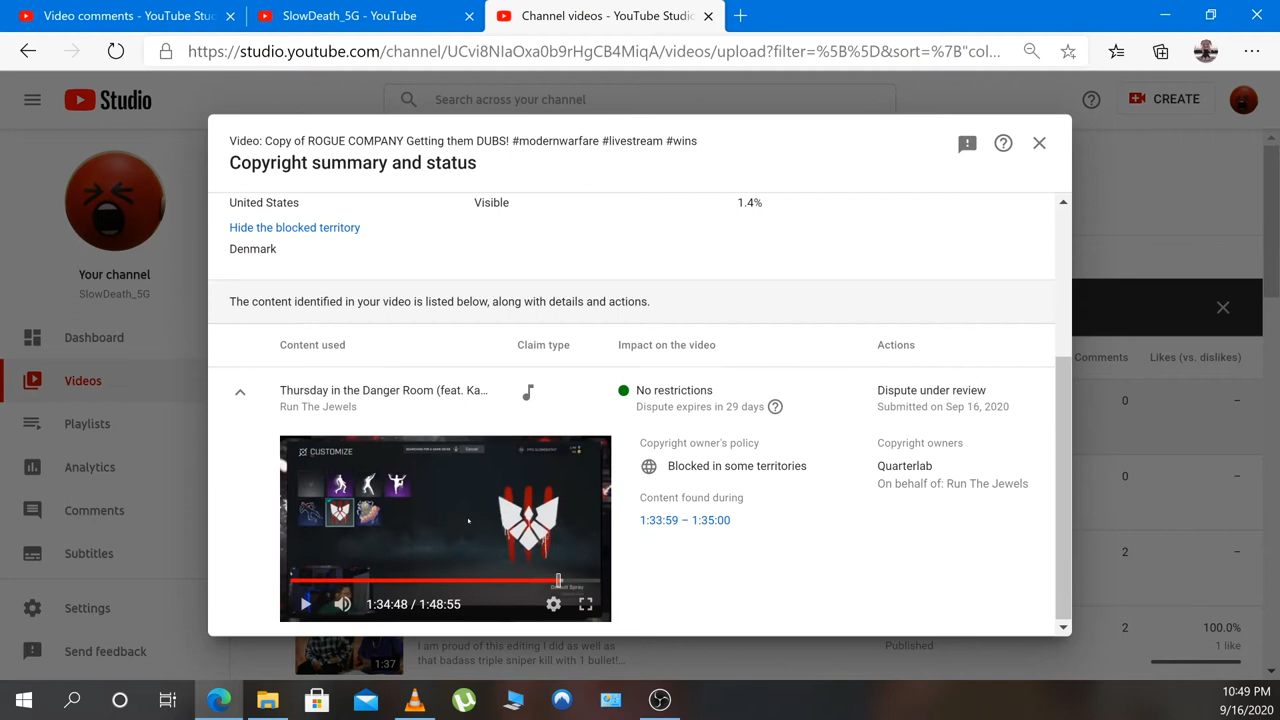 Video comments - YouTube Stu
SlowDeath_5G - YouTube
Channel videos - YouTube Studi
https://studio.youtube.com/channel/UCvi8NlaOxa0b9rHgCB4MiqA/videos/upload?filter=%5B%5D&sort=%7B"col...
Studio
Search across your channel
CREATE
Video: Copy of ROGUE COMPANY Getting them DUBS! #modernwarfare #livestream #wins
Copyright summary and status
United States Visible 1.4%
Hide the blocked territory
Denmark
Your channel
SlowDeath_5G
The content identified in your video is listed below, along with details and actions.
Dashboard
Videos
Playlists
Analytics
Comments
Subtitles
Settings
Send feedback
Content used Claim type Impact on the video Actions
Comments Likes (vs. dislikes)
Thursday in the Danger Room (feat. Ka...
Run The Jewels
No restrictions
Dispute expires in 29 days
Dispute under review
Submitted on Sep 16, 2020
0 –
CUSTOMIZE
Copyright owner's policy
Blocked in some territories
Content found during
1:33:59 – 1:35:00
Copyright owners
Quarterlab
On behalf of: Run The Jewels
0 –
2 –
Default Spray
1:34:48 / 1:48:55
2 100.0%
1 like
I am proud of this editing I did as well as
that badass triple sniper kill with 1 bullet!...
Published
1:37
10:49 PM
9/16/2020